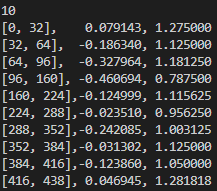 10
[0, 32],    0.079143, 1.275000
[32, 64],  -0.186340, 1.125000
[64, 96],  -0.327964, 1.181250
[96, 160], -0.460694, 0.787500
[160, 224],-0.124999, 1.115625
[224, 288],-0.023510, 0.956250
[288, 352],-0.242085, 1.003125
[352, 384],-0.031302, 1.125000
[384, 416],-0.123860, 1.050000
[416, 438], 0.046945, 1.281818